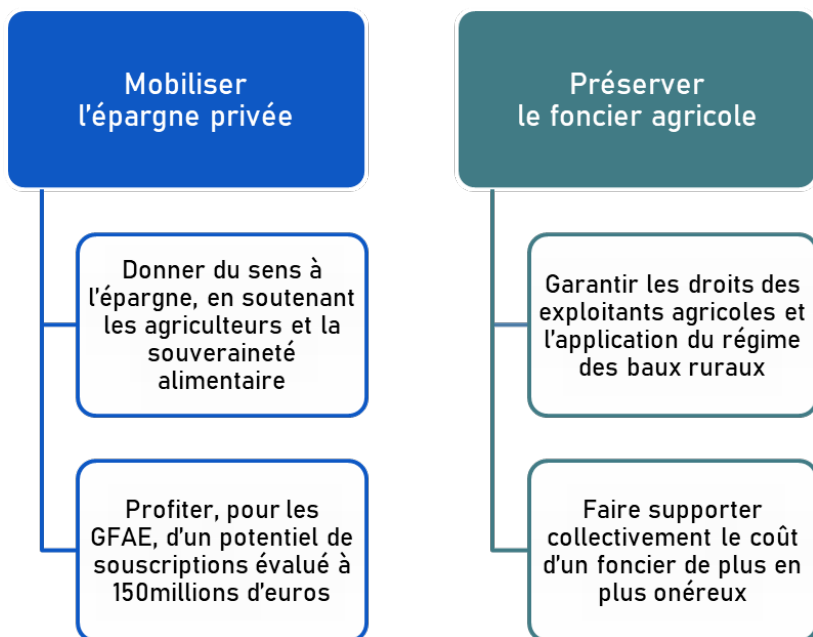 Mobiliser
l'épargne privée
Donner du sens à
l'épargne, en soutenant
les agriculteurs et la
souveraineté
alimentaire
Profiter, pour les
GFAE, d'un potentiel de
souscriptions évalué à
150millions d'euros
Préserver
le foncier agricole
Garantir les droits des
exploitants agricoles et
l'application du régime
des baux ruraux
Faire supporter
collectivement le coût
d'un foncier de plus en
plus onéreux